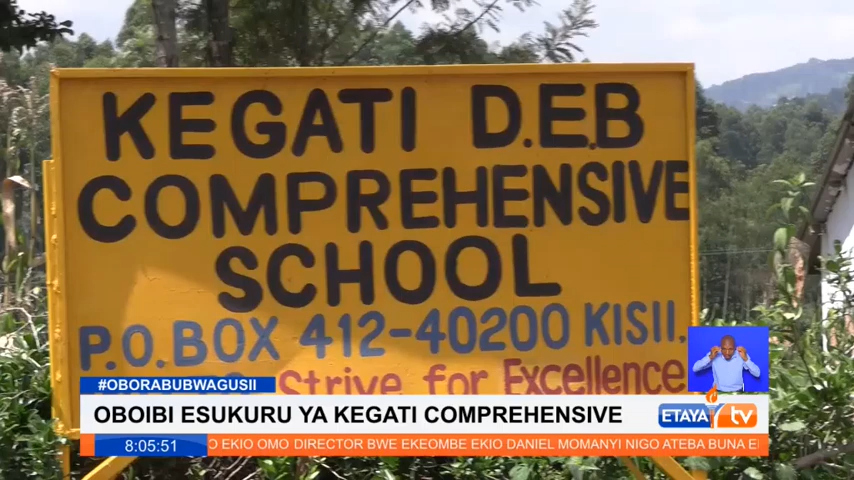 KEGATI D.E.B
COMPREHENSIVE
SCHOOL
P.O.BOX 412-40200 KISII,
Strive for Excellence
#OBORABUBWAGUSII
OBOIBI ESUKURU YA KEGATI COMPREHENSIVE
ETAYA tv
8:05:51
O EKIO OMO DIRECTOR BWE EKEOMBE EKIO DANIEL MOMANYI NIGO ATEBA BUNA E